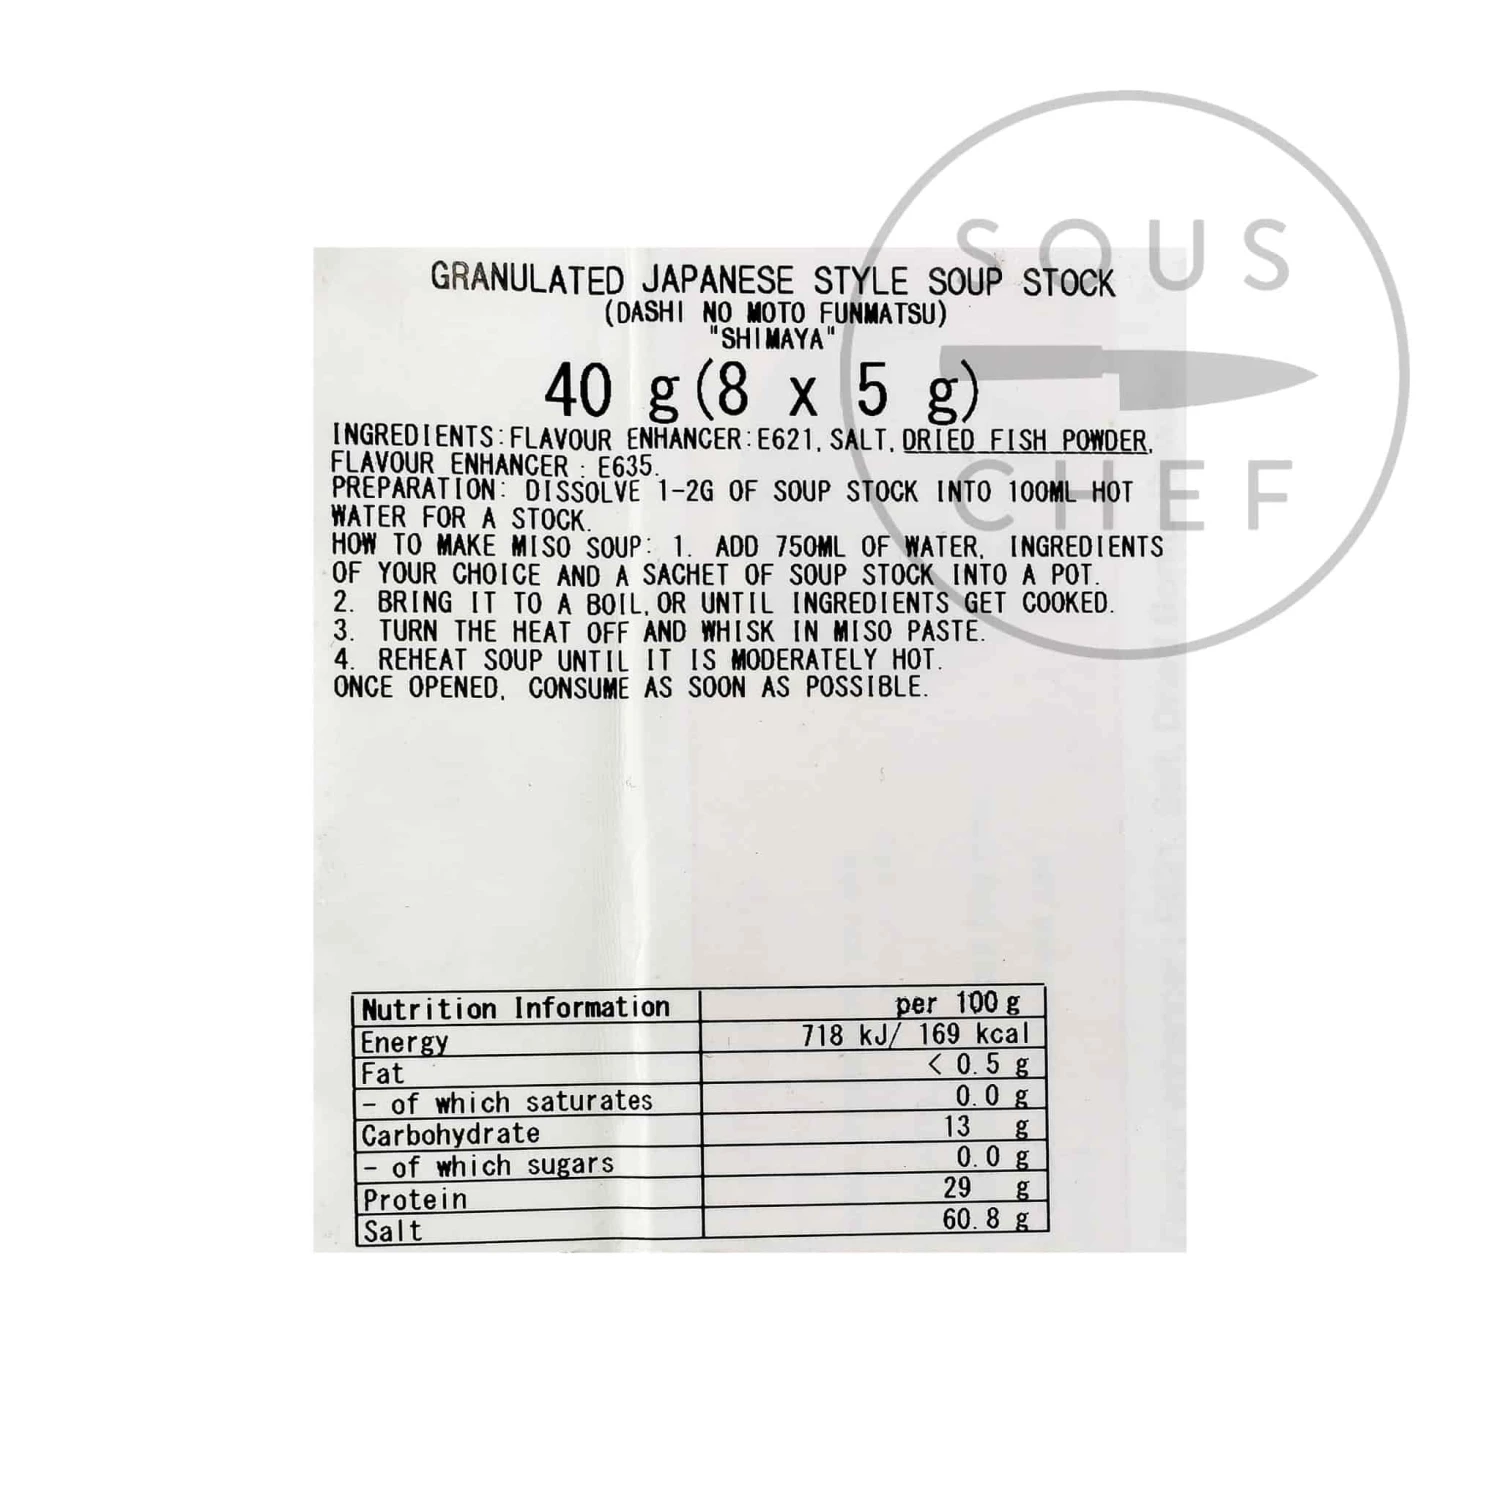 SOUS
CHEF
GRANULATED JAPANESE STYLE SOUP STOCK
(DASHI NO MOTO FUNMATSU)
"SHIMAYA"
40 g(8 x 5 g)
INGREDIENTS:FLAVOUR ENHANCER:E621, SALT, DRIED FISH POWDER,
FLAVOUR ENHANCER : E635.
PREPARATION: DISSOLVE 1-2G OF SOUP STOCK INTO 100ML HOT
WATER FOR A STOCK.
HOW TO MAKE MISO SOUP: 1. ADD 750ML OF WATER, INGREDIENTS
OF YOUR CHOICE AND A SACHET OF SOUP STOCK INTO A POT.
2. BRING IT TO A BOIL, OR UNTIL INGREDIENTS GET COOKED.
3. TURN THE HEAT OFF AND WHISK IN MISO PASTE.
4. REHEAT SOUP UNTIL IT IS MODERATELY HOT.
ONCE OPENED, CONSUME AS SOON AS POSSIBLE.
Nutrition Information per 100 g
Energy 718 kJ/ 169 kcal
Fat < 0.5 g
- of which saturates 0.0 g
Carbohydrate 13 g
- of which sugars 0.0 g
Protein 29 g
Salt 60.8 g